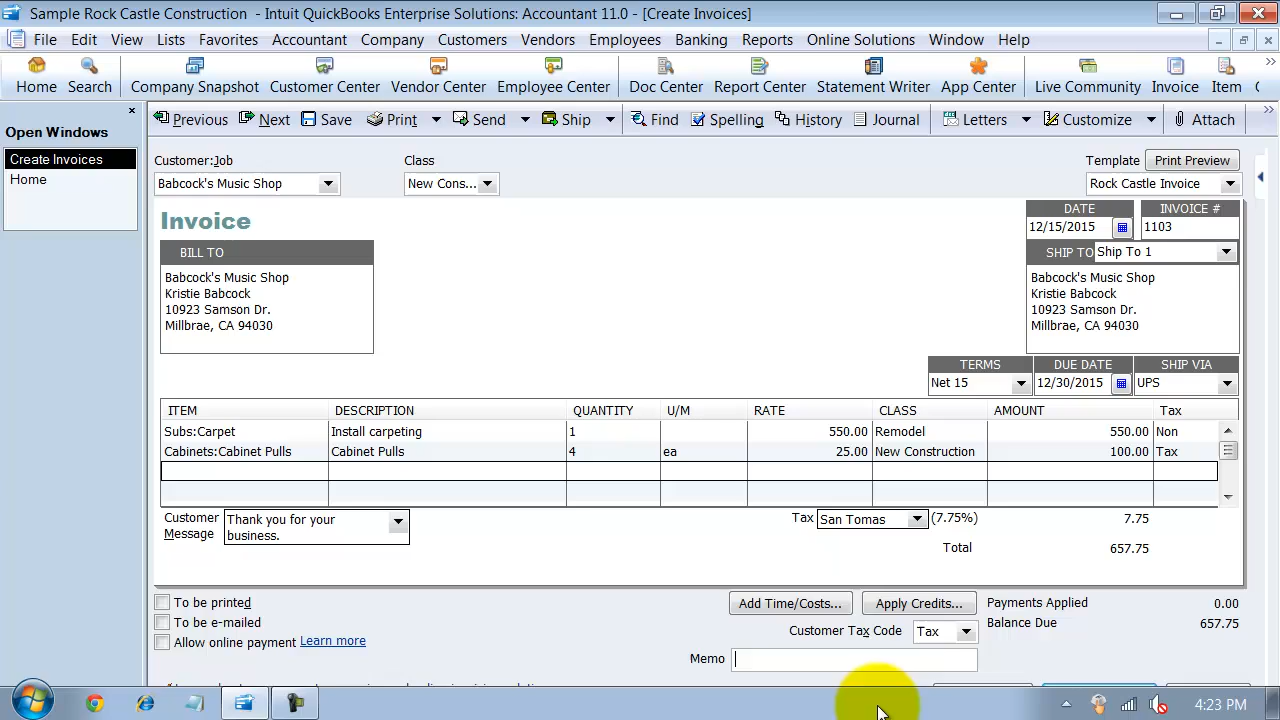 Sample Rock Castle Construction - Intuit QuickBooks Enterprise Solutions: Accountant 11.0 - [Create Invoices]
File Edit View Lists Favorites Accountant Company Customers Vendors Employees Banking Reports Online Solutions Window Help
Home Search Company Snapshot Customer Center Vendor Center Employee Center Doc Center Report Center Statement Writer App Center Live Community Invoice Item
Previous Next Save Print Send Ship Find Spelling History Journal Letters Customize Attach
Open Windows
Create Invoices
Home
Customer:Job Class Template Print Preview
Babcock's Music Shop New Cons... Rock Castle Invoice
Invoice
DATE INVOICE #
12/15/2015 1103
BILL TO
SHIP TO Ship To 1
Babcock's Music Shop
Kristie Babcock
10923 Samson Dr.
Millbrae, CA 94030
Babcock's Music Shop
Kristie Babcock
10923 Samson Dr.
Millbrae, CA 94030
TERMS DUE DATE SHIP VIA
Net 15 12/30/2015 UPS
ITEM DESCRIPTION QUANTITY U/M RATE CLASS AMOUNT Tax
Subs:Carpet Install carpeting 1 550.00 Remodel 550.00 Non
Cabinets:Cabinet Pulls Cabinet Pulls 4 ea 25.00 New Construction 100.00 Tax
Customer Message
Thank you for your
business.
Tax San Tomas (7.75%) 7.75
Total 657.75
To be printed
To be e-mailed
Allow online payment Learn more
Add Time/Costs... Apply Credits... Payments Applied 0.00
Balance Due 657.75
Customer Tax Code Tax
Memo
4:23 PM